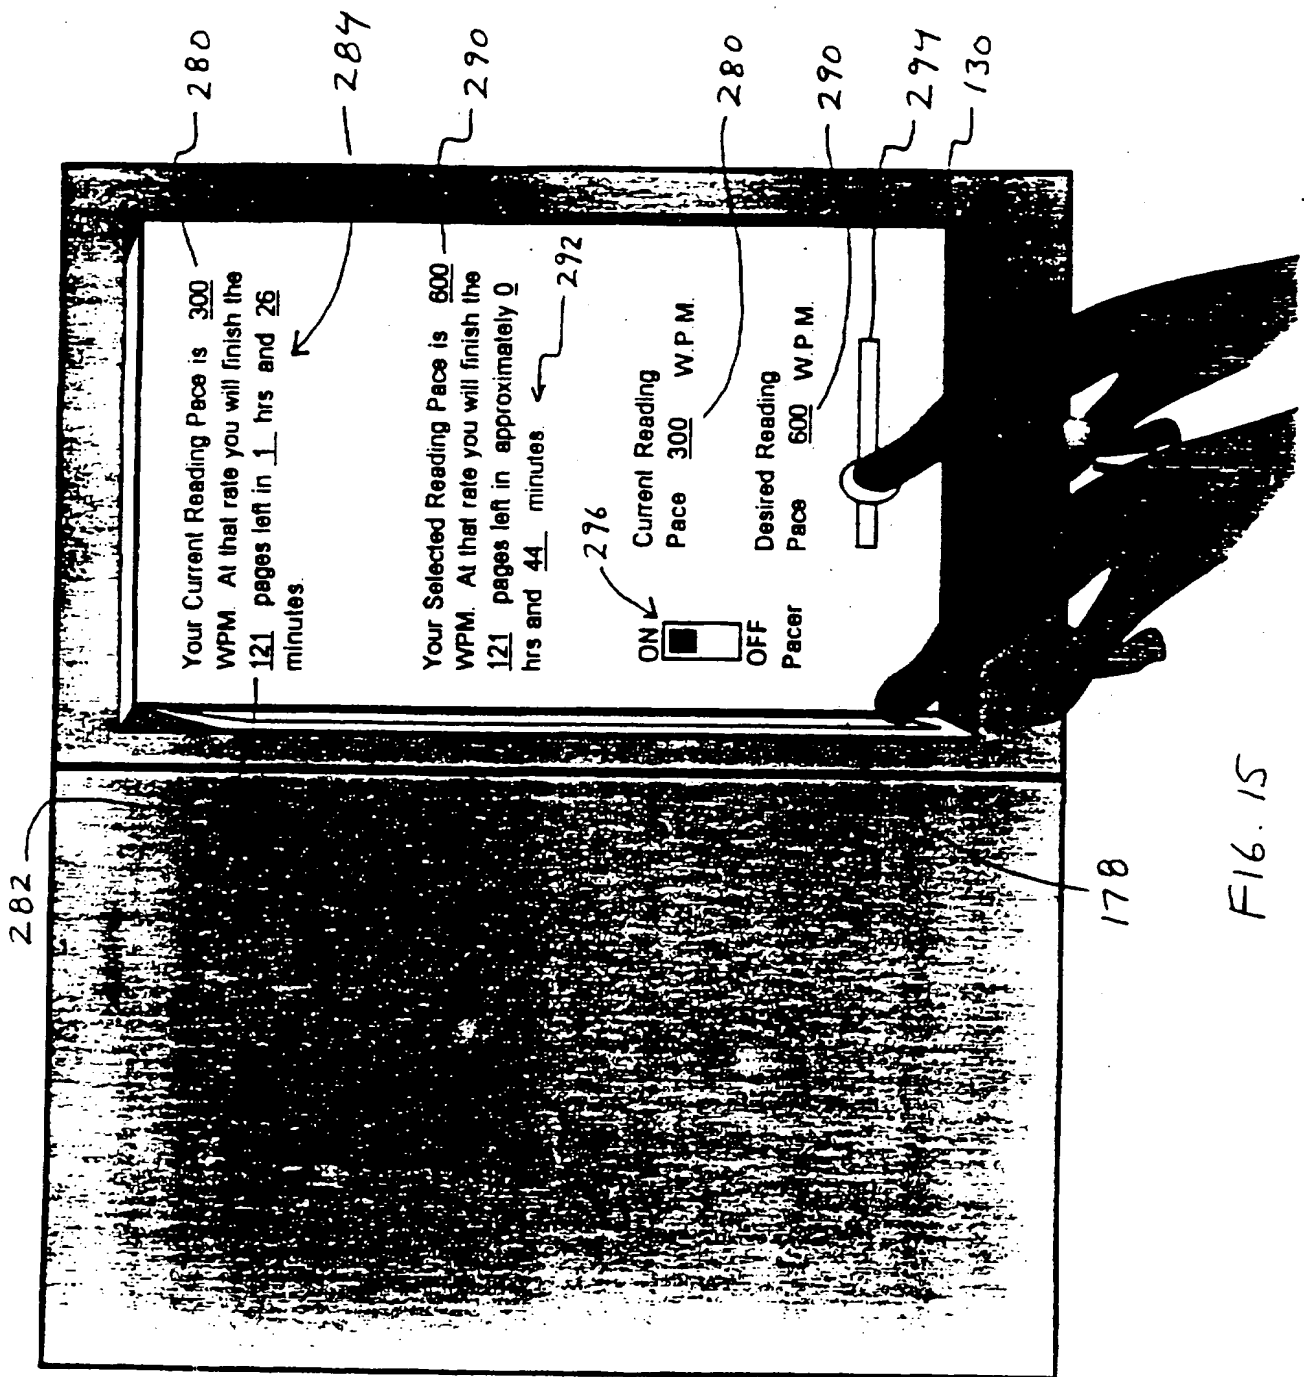 282
280
284
290
Your Current Reading Pace is 300
WPM. At that rate you will finish the
121 pages left in 1 hrs and 26
minutes.
Your Selected Reading Pace is 600
WPM. At that rate you will finish the
121 pages left in approximately 0
hrs and 44 minutes.
292
296
ON
OFF
Pacer
Current Reading
Pace 300 W.P.M.
Desired Reading
Pace 600 W.P.M.
280
290
294
130
178
FIG. 15